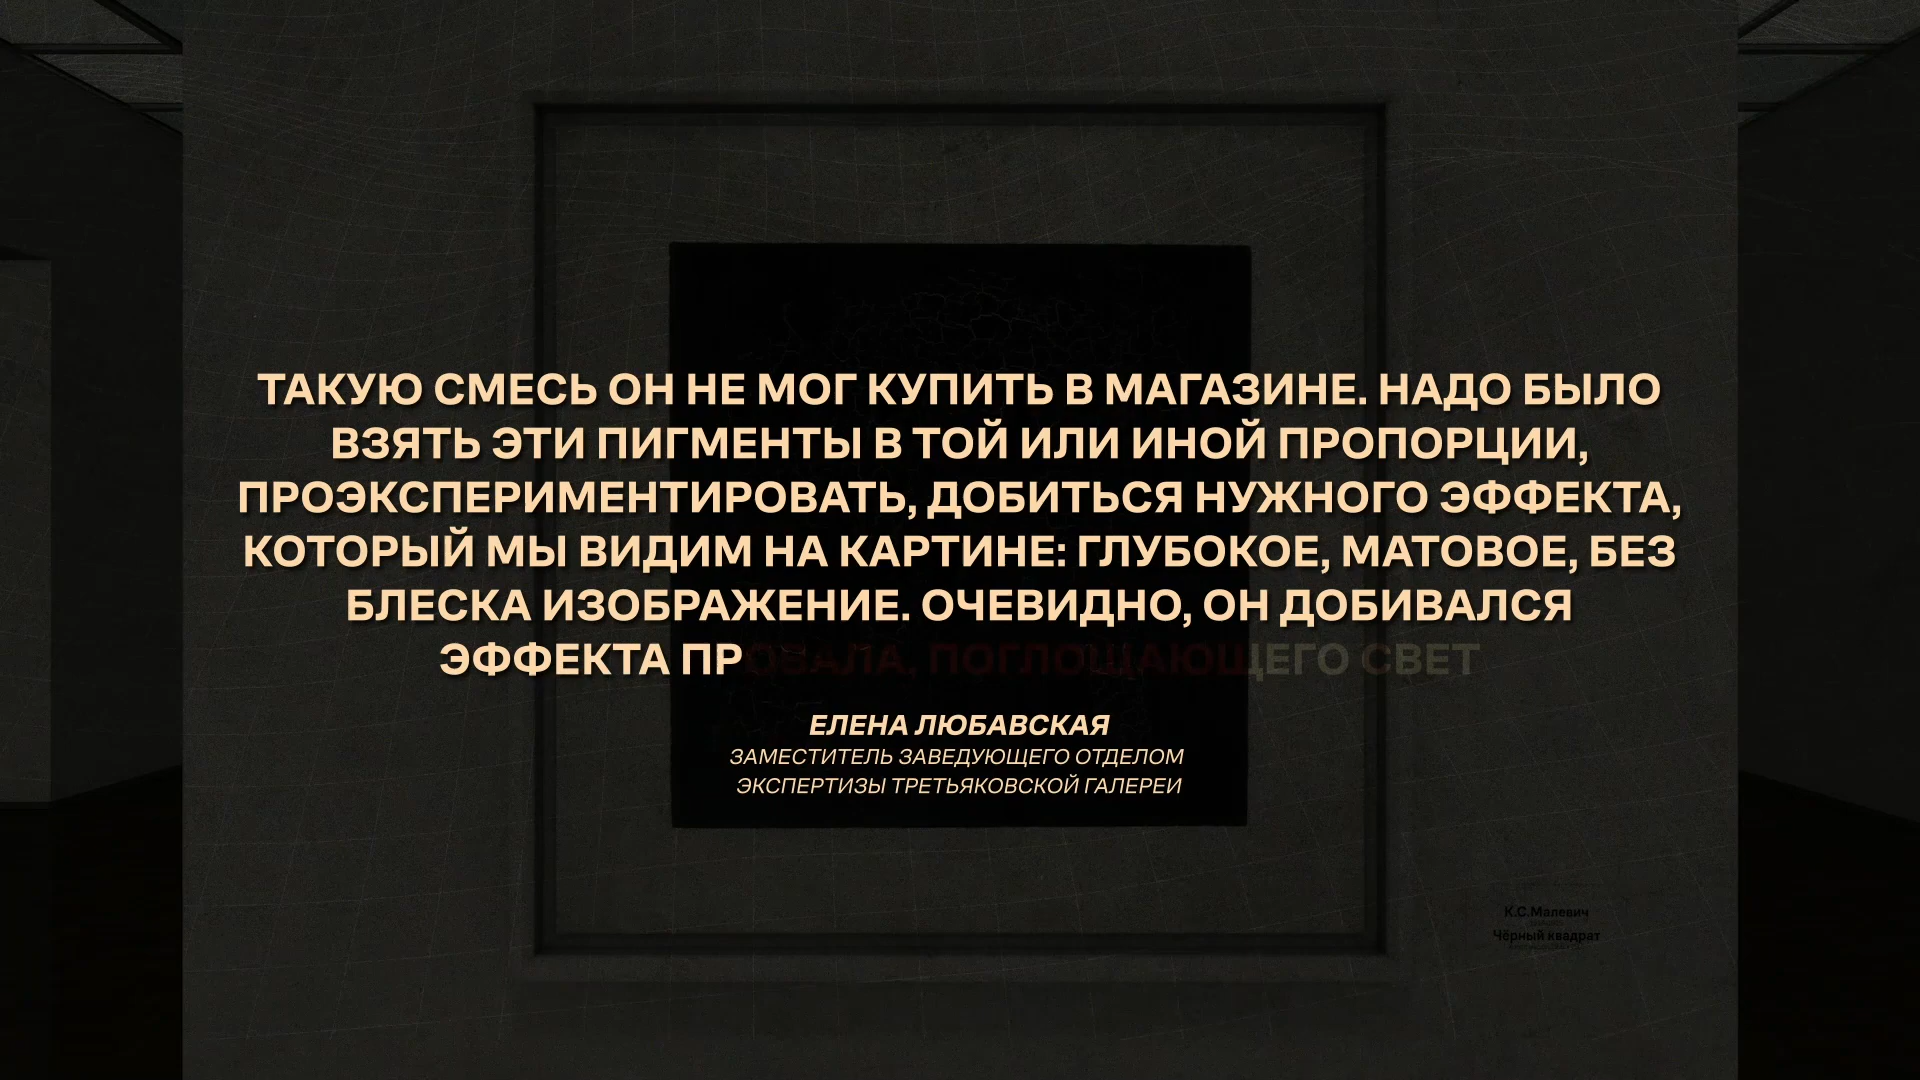 ТАКУЮ СМЕСЬ ОН НЕ МОГ КУПИТЬ В МАГАЗИНЕ. НАДО БЫЛО
ВЗЯТЬ ЭТИ ПИГМЕНТЫ В ТОЙ ИЛИ ИНОЙ ПРОПОРЦИИ,
ПРОЭКСПЕРИМЕНТИРОВАТЬ, ДОБИТЬСЯ НУЖНОГО ЭФФЕКТА,
КОТОРЫЙ МЫ ВИДИМ НА КАРТИНЕ: ГЛУБОКОЕ, МАТОВОЕ, БЕЗ
БЛЕСКА ИЗОБРАЖЕНИЕ. ОЧЕВИДНО, ОН ДОБИВАЛСЯ
ЭФФЕКТА ПРОВАЛА, ПОГЛОЩАЮЩЕГО СВЕТ
ЕЛЕНА ЛЮБАВСКАЯ
ЗАМЕСТИТЕЛЬ ЗАВЕДУЮЩЕГО ОТДЕЛОМ
ЭКСПЕРТИЗЫ ТРЕТЬЯКОВСКОЙ ГАЛЕРЕИ
К.С.Малевич
Чёрный квадрат